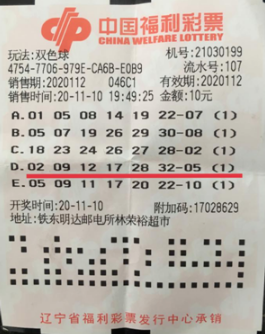 中国福利彩票
CHINA WELFARE LOTTERY
玩法:双色球 机号:21030199
4754-7706-979E-CA6B-E0B9 流水号:107
销售期:2020112 046C1 有效期:2020112
销售时间:20-11-10 19:49:25 金额:10元
A.01 05 08 14 19 22-07 (1)
B.05 07 19 26 29 30-08 (1)
C.18 23 24 26 27 28-02 (1)
D.02 09 12 17 28 32-05 (1)
E.05 09 11 17 20 22-10 (1)
开奖时间:20-11-10 附加码:17028629
地址:铁东明达邮电所林荣裕超市
辽宁省福利彩票发行中心承销